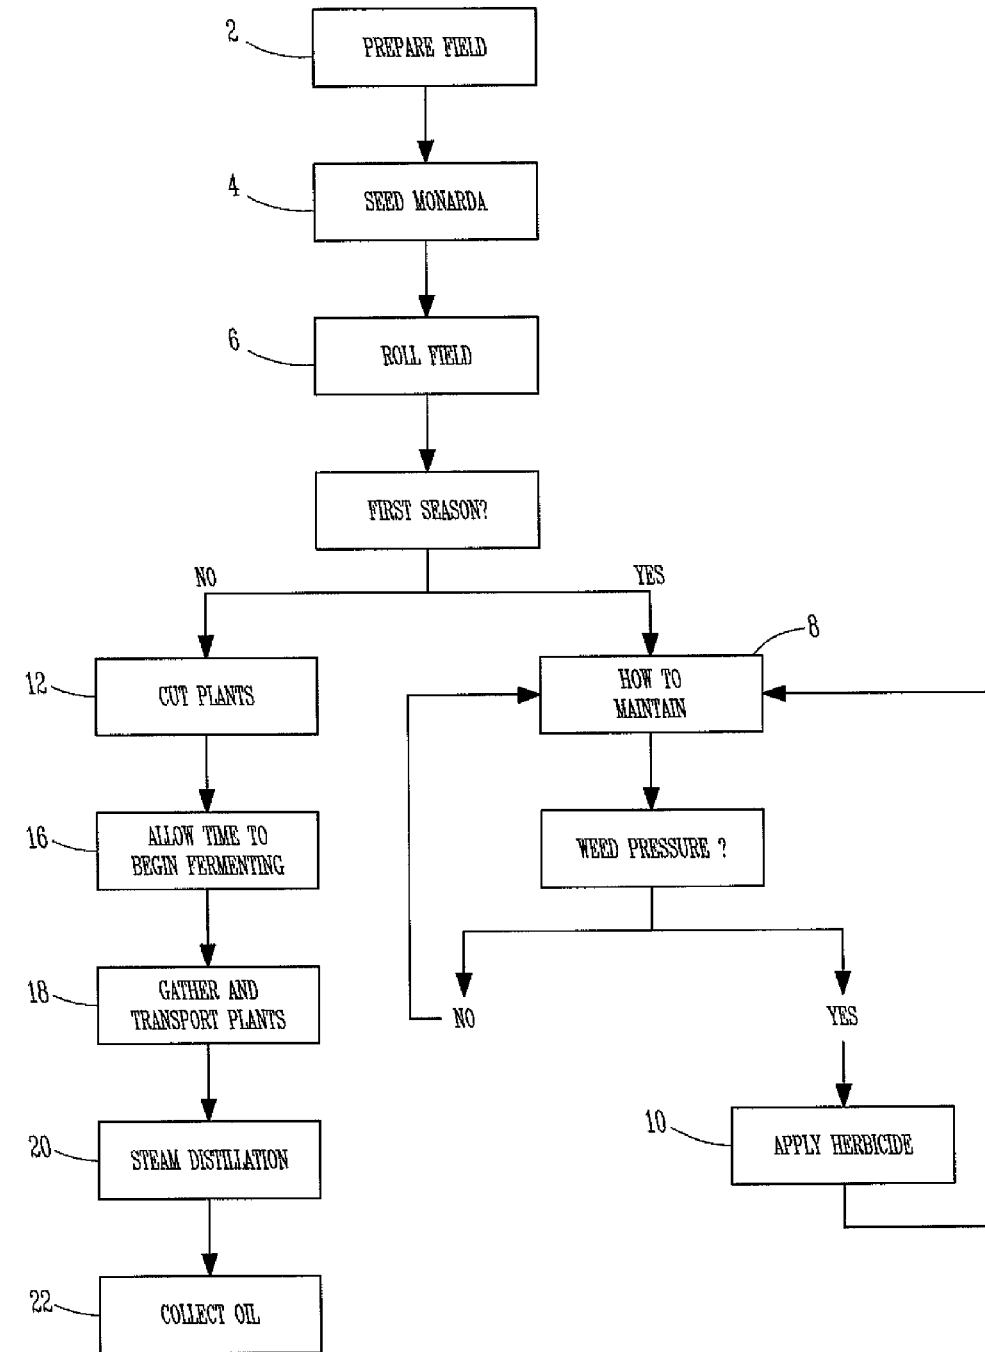 2
PREPARE FIELD
4
SEED MONARDA
6
ROLL FIELD
FIRST SEASON?
NO
YES
8
12
CUT PLANTS
HOW TO
MAINTAIN
16
ALLOW TIME TO
BEGIN FERMENTING
WEED PRESSURE ?
18
GATHER AND
TRANSPORT PLANTS
NO
YES
20
STEAM DISTILLATION
10
APPLY HERBICIDE
22
COLLECT OIL